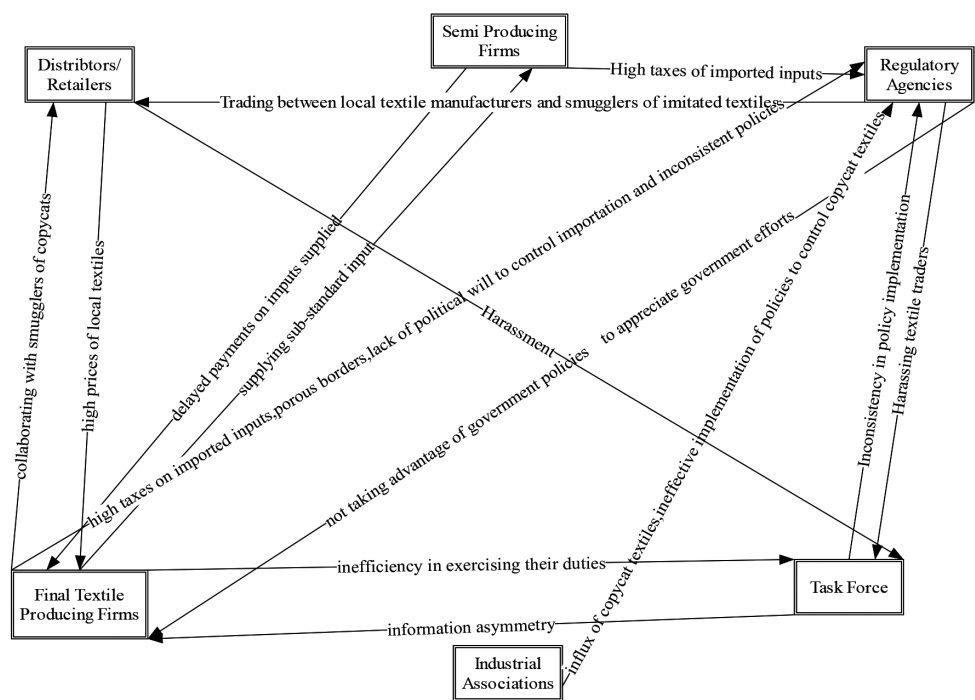 Semi Producing
Firms
Distribtors/
Retailers
Regulatory
Agencies
High taxes of imported inputs
Trading between local textile manufacturers and smugglers of imitated textiles
collaborating with smugglers of copycats
high prices of local textiles
delayed payments on imputs supplied
supplying sub-standard input
high taxes on imported inputs,porous borders,lack of political will to control importation and inconsistent policies
Harrassment
not taking advantage of government policies to appreciate government efforts
influx of copycat textiles,ineffective implementation of policies to control copycat textiles
Inconsistency in policy implementation
Harassing textile traders
inefficiency in exercising their duties
information asymmetry
Final Textile
Producing Firms
Task Force
Industrial
Associations